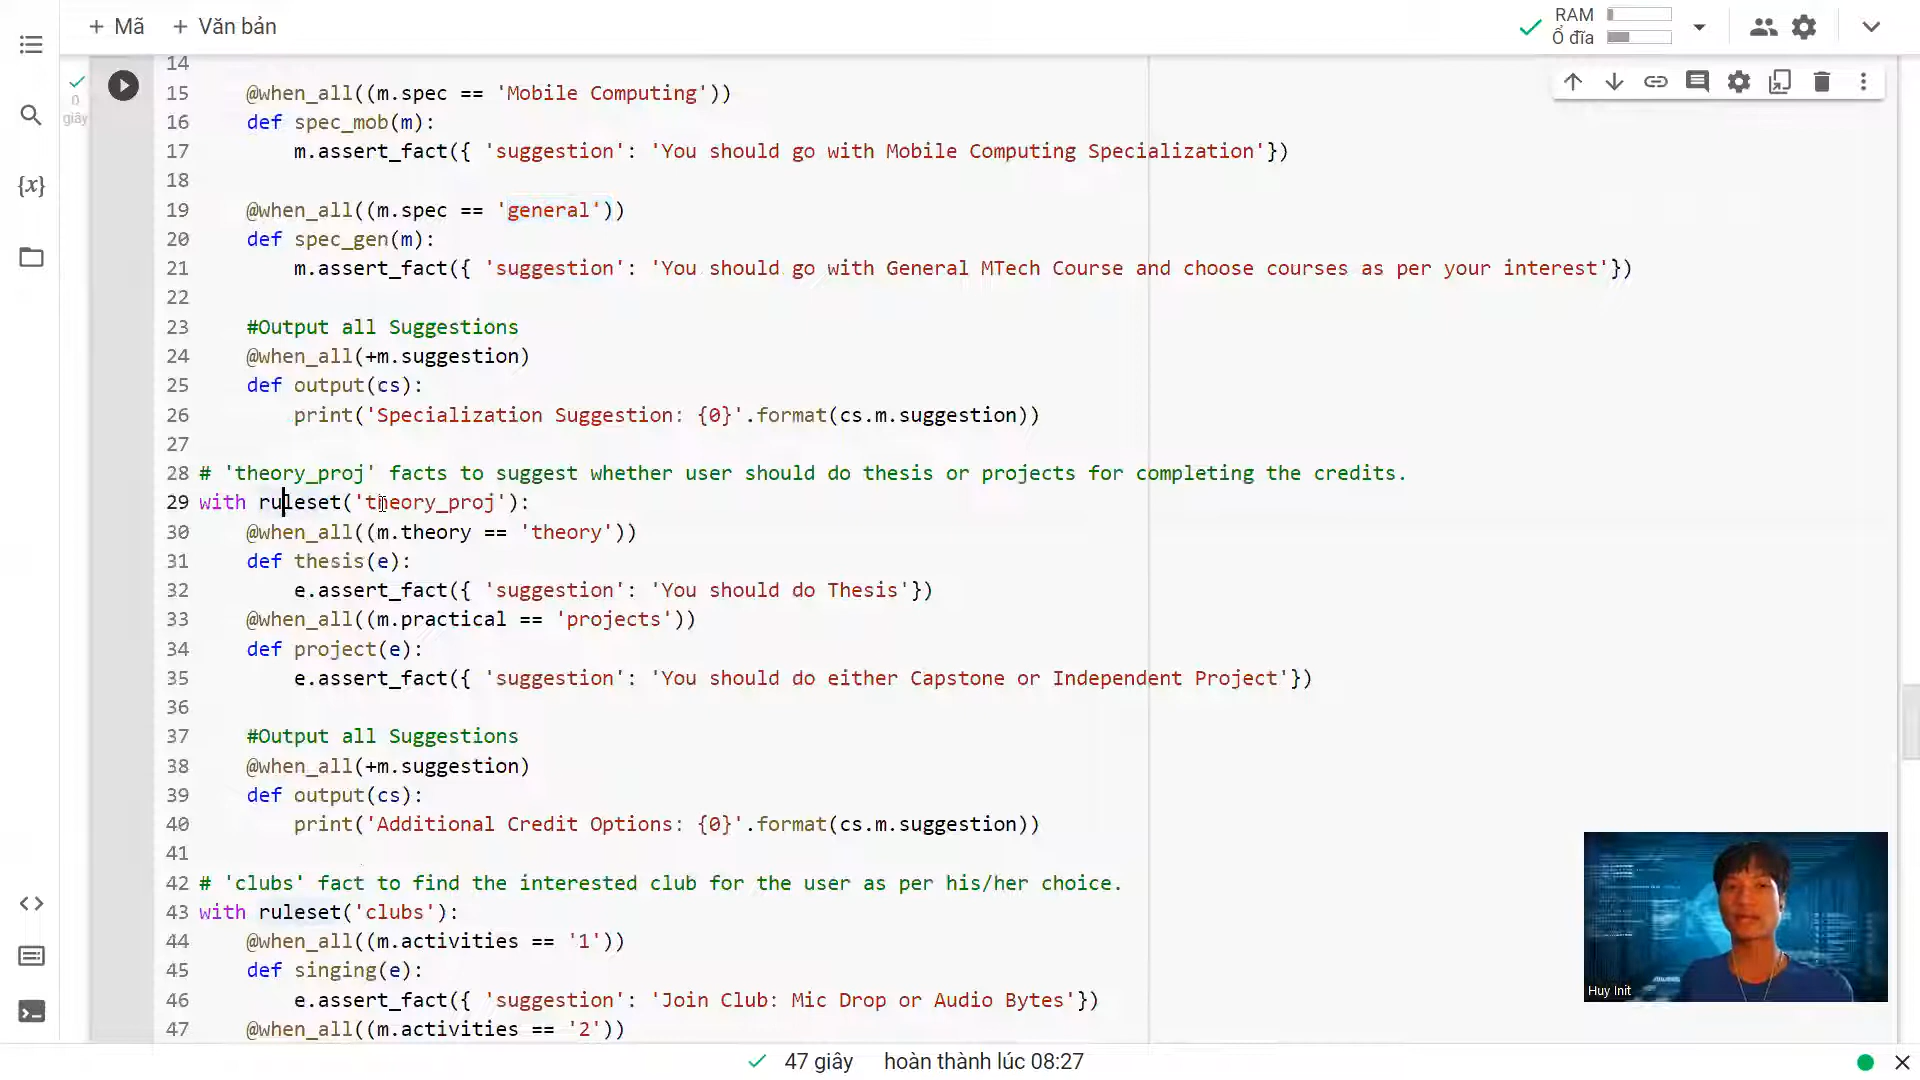 + Mã + Văn bản
RAM
Ổ đĩa
{x}
0
giây
14
15 @when_all((m.spec == 'Mobile Computing'))
16 def spec_mob(m):
17 m.assert_fact({ 'suggestion': 'You should go with Mobile Computing Specialization'})
18
19 @when_all((m.spec == 'general'))
20 def spec_gen(m):
21 m.assert_fact({ 'suggestion': 'You should go with General MTech Course and choose courses as per your interest'})
22
23 #Output all Suggestions
24 @when_all(+m.suggestion)
25 def output(cs):
26 print('Specialization Suggestion: {0}'.format(cs.m.suggestion))
27
28 # 'theory_proj' facts to suggest whether user should do thesis or projects for completing the credits.
29 with ruleset('theory_proj'):
30 @when_all((m.theory == 'theory'))
31 def thesis(e):
32 e.assert_fact({ 'suggestion': 'You should do Thesis'})
33 @when_all((m.practical == 'projects'))
34 def project(e):
35 e.assert_fact({ 'suggestion': 'You should do either Capstone or Independent Project'})
36
37 #Output all Suggestions
38 @when_all(+m.suggestion)
39 def output(cs):
40 print('Additional Credit Options: {0}'.format(cs.m.suggestion))
41
42 # 'clubs' fact to find the interested club for the user as per his/her choice.
43 with ruleset('clubs'):
44 @when_all((m.activities == '1'))
45 def singing(e):
46 e.assert_fact({ 'suggestion': 'Join Club: Mic Drop or Audio Bytes'})
47 @when_all((m.activities == '2'))
Huy Init
47 giây hoàn thành lúc 08:27